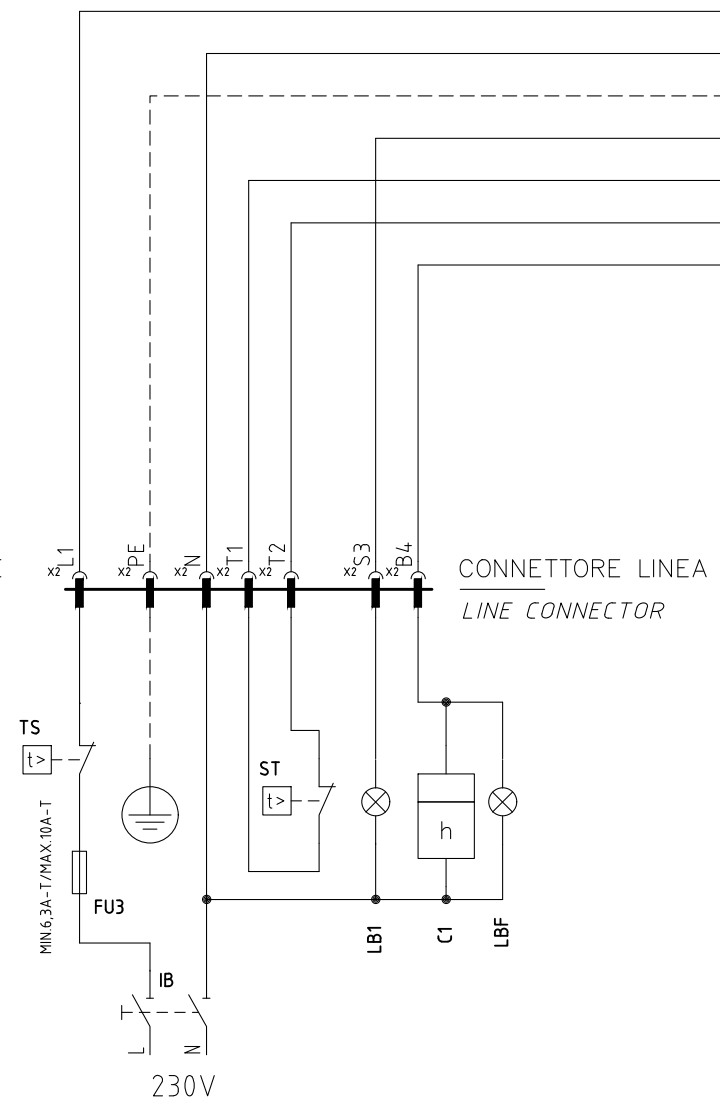 L1
PE
N
T1
T2
S3
B4
x2
x2
x2
x2
x2
x2
x2
CONNETTORE LINEA
LINE CONNECTOR
TS
t>
ST
t>
h
MIN.6,3A-T/MAX.10A-T
FU3
LB1
C1
LBF
IB
L
N
230V